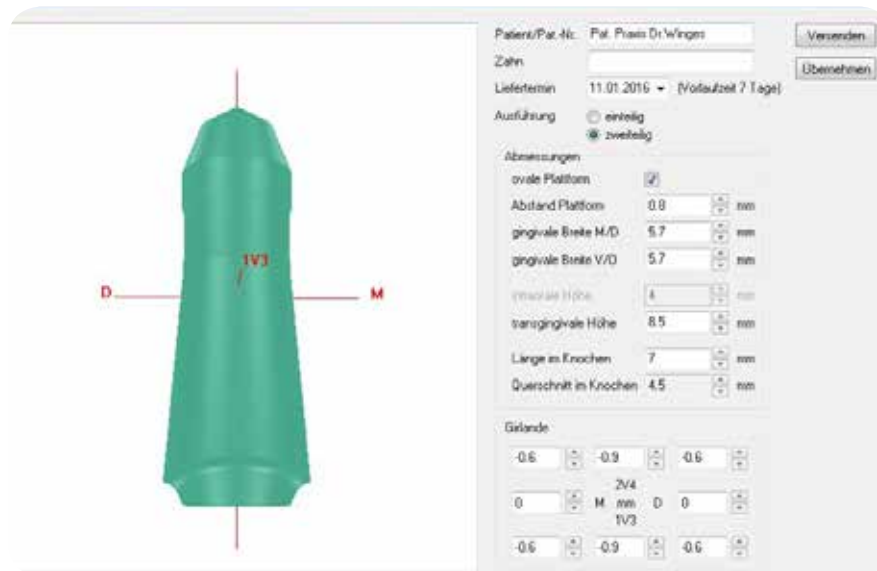 Patient/Pat.-Nr. Pat. Praxis Dr.Winges
Versenden
Zahn
Übernehmen
Liefertermin 11.01.2016 (Vorlaufzeit 7 Tage)
Ausführung einteilig
zweiteilig
Abmessungen
ovale Plattform
Abstand Plattform 0.8 mm
gingivale Breite M/D 5.7 mm
gingivale Breite V/O 5.7 mm
4 mm
transgingivale Höhe 8.5 mm
Länge im Knochen 7 mm
Querschnitt im Knochen 4.5 mm
Girlande
-0.6 -0.9 -0.6
2V4
0 M mm D 0
1V3
-0.6 -0.9 -0.6
1V3
D M